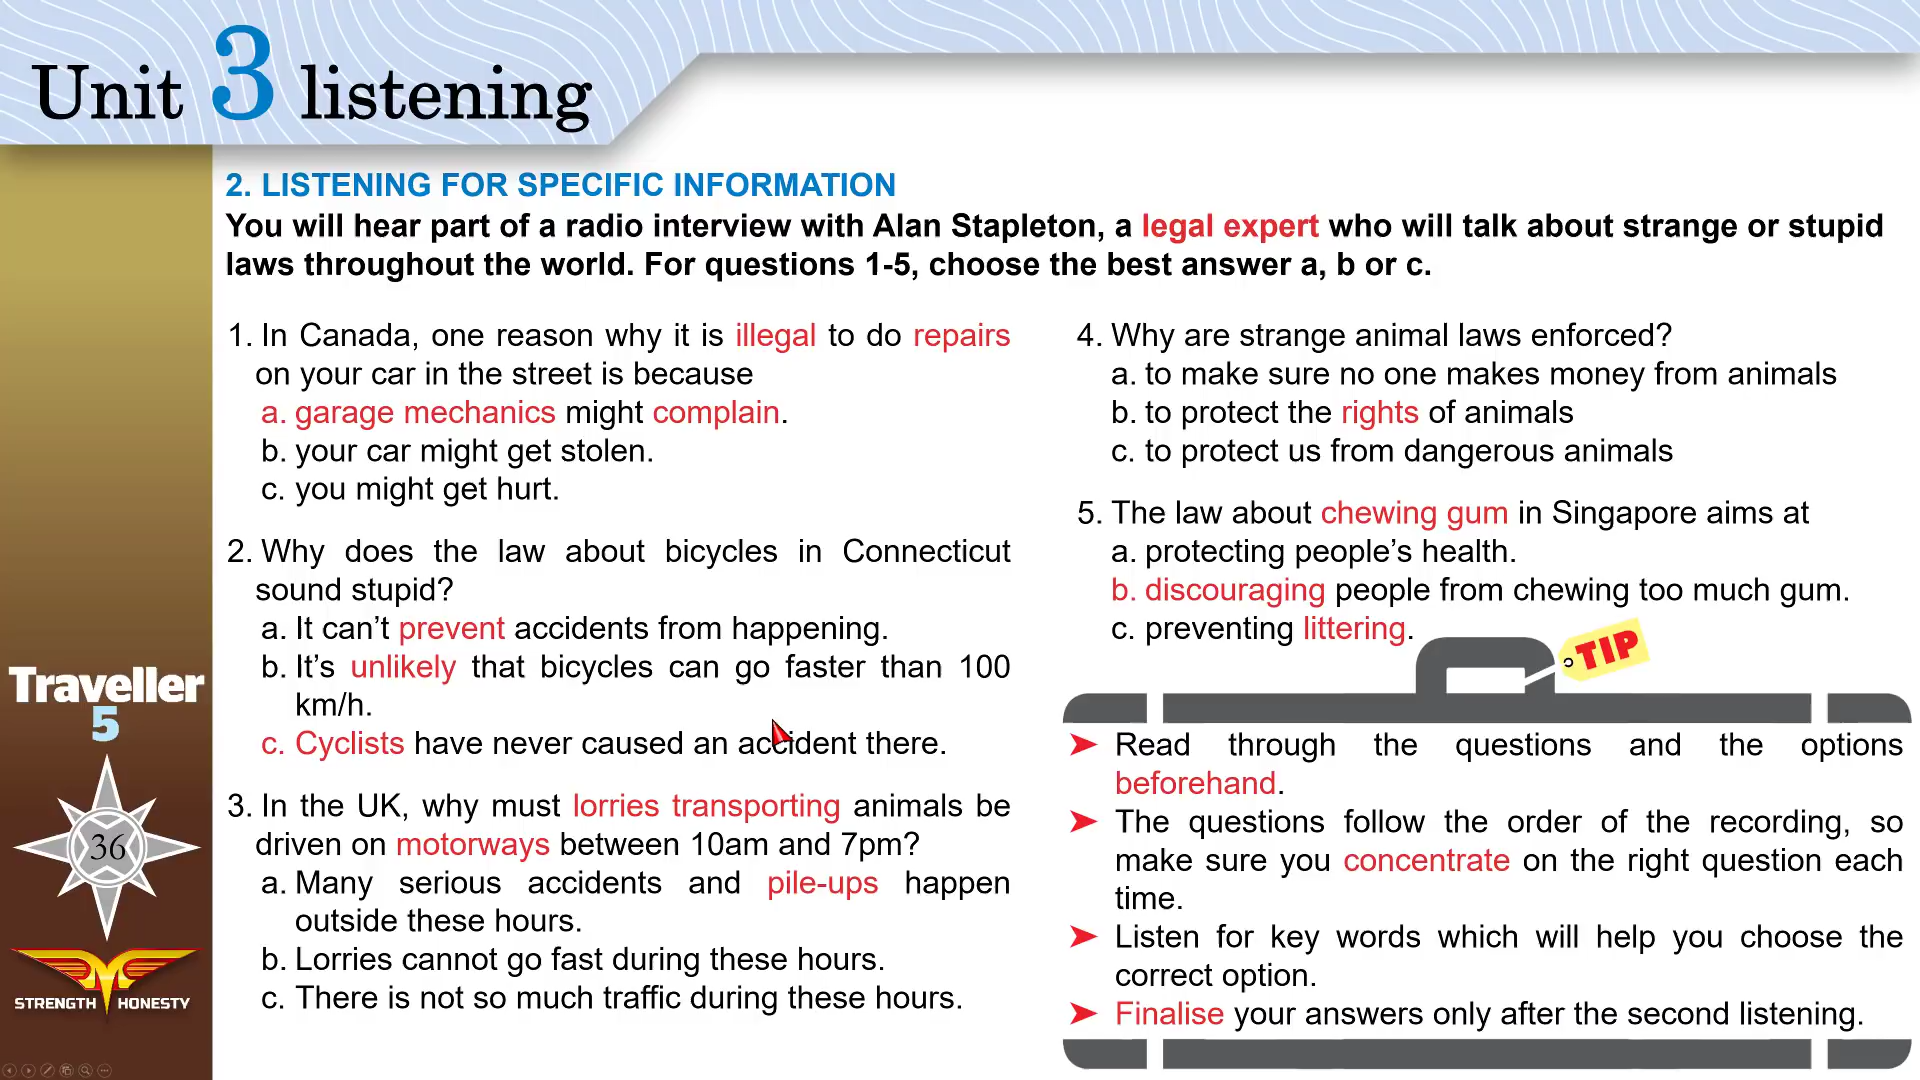 Unit 3 listening
2. LISTENING FOR SPECIFIC INFORMATION
You will hear part of a radio interview with Alan Stapleton, a legal expert who will talk about strange or stupid
laws throughout the world. For questions 1-5, choose the best answer a, b or c.
1. In Canada, one reason why it is illegal to do repairs
on your car in the street is because
a. garage mechanics might complain.
b. your car might get stolen.
c. you might get hurt.
2. Why does the law about bicycles in Connecticut
sound stupid?
a. It can’t prevent accidents from happening.
b. It’s unlikely that bicycles can go faster than 100
km/h.
c. Cyclists have never caused an accident there.
3. In the UK, why must lorries transporting animals be
driven on motorways between 10am and 7pm?
a. Many serious accidents and pile-ups happen
outside these hours.
b. Lorries cannot go fast during these hours.
c. There is not so much traffic during these hours.
4. Why are strange animal laws enforced?
a. to make sure no one makes money from animals
b. to protect the rights of animals
c. to protect us from dangerous animals
5. The law about chewing gum in Singapore aims at
a. protecting people’s health.
b. discouraging people from chewing too much gum.
c. preventing littering.
TIP
Read through the questions and the options
beforehand.
The questions follow the order of the recording, so
make sure you concentrate on the right question each
time.
Listen for key words which will help you choose the
correct option.
Finalise your answers only after the second listening.
Traveller
5
36
STRENGTH HONESTY